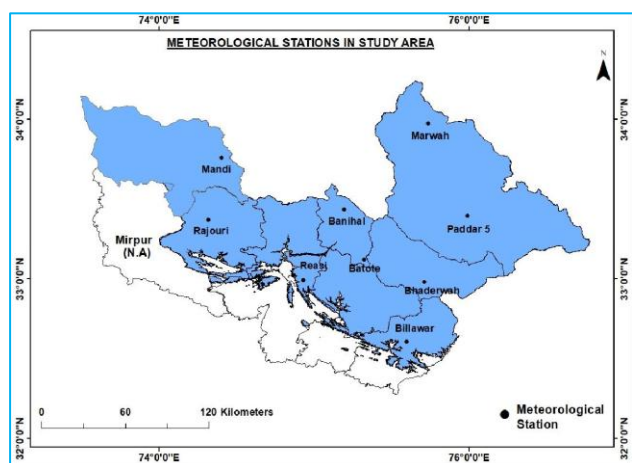 74°0'0"E
76°0'0"E
METEOROLOGICAL STATIONS IN STUDY AREA
N
34°0'0"N
34°0'0"N
Marwah
Mandi
Banihal
Paddar 5
Rajouri
Mirpur
(N.A)
Batote
Reasi
33°0'0"N
33°0'0"N
Bhaderwah
Billawar
0 60 120 Kilometers
Meteorological
Station
32°0'0"N
32°0'0"N
74°0'0"E
76°0'0"E